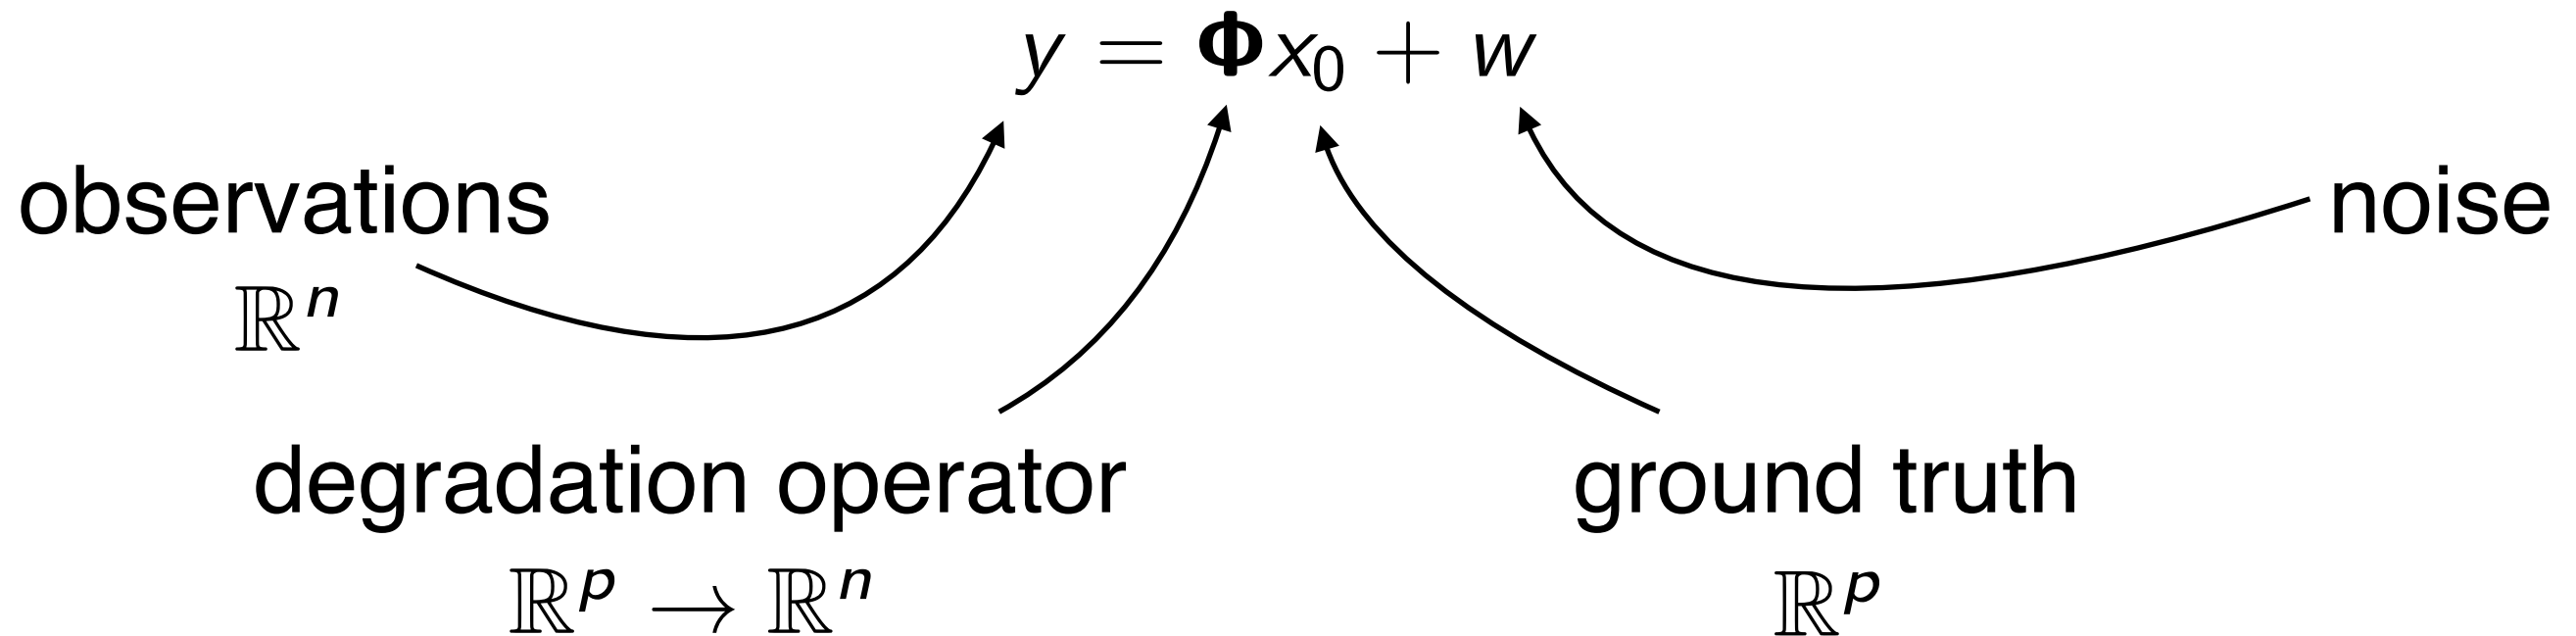 y = Φx₀ + w
observations
noise
ℝⁿ
degradation operator
ground truth
ℝᵖ → ℝⁿ
ℝᵖ